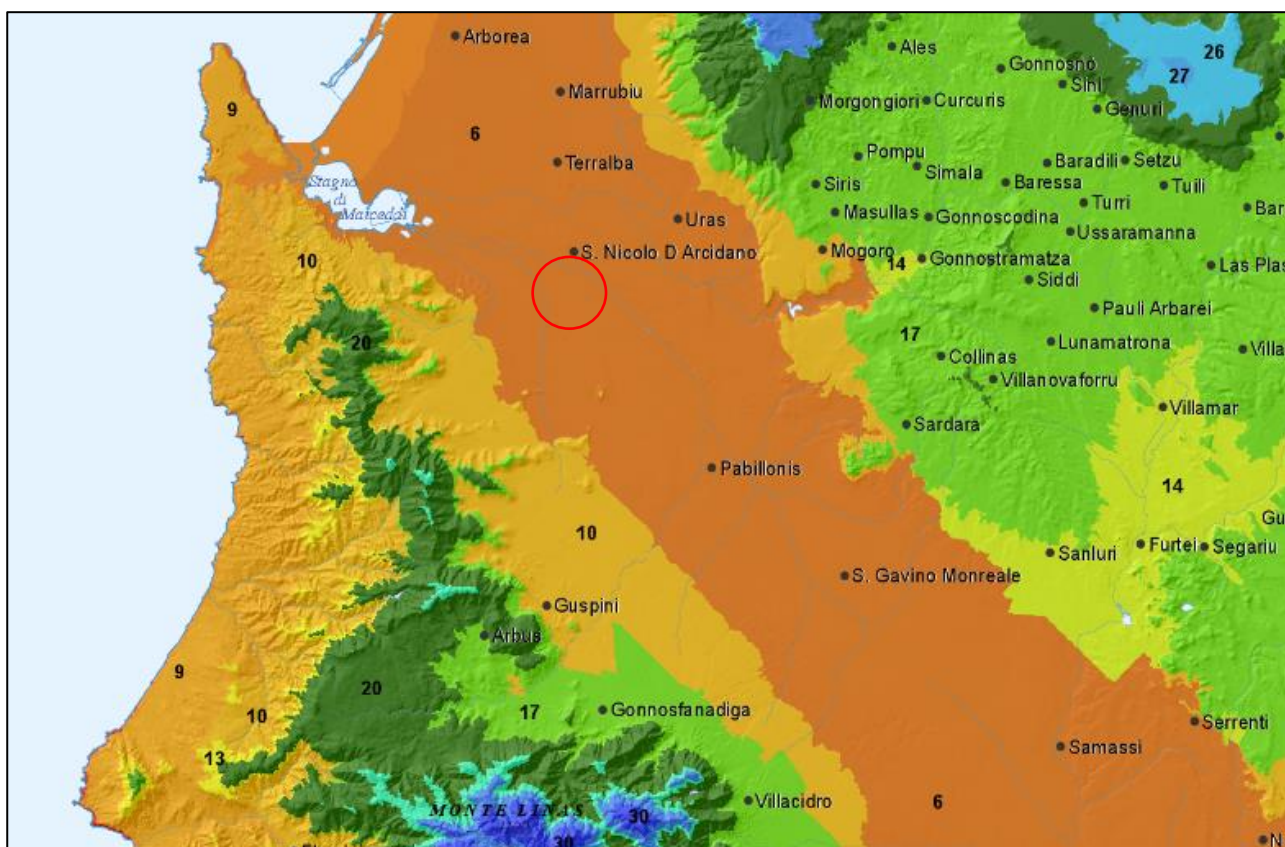 Arborea
Ales
Gonnosnò
26
27
Sini
Marrubiu
Morgongiori
Curcuris
Genuri
9
6
Terralba
Pompu
Simala
Baradili
Setzu
Stagno
di
Siris
Baressa
Tuili
Masullas
Gonnoscodina
Turri
Bar
Uras
Ussaramanna
S. Nicolo D Arcidano
Mogoro
14
Gonnostramatza
Las Plas
10
Siddi
Pauli Arbarei
20
17
Collinas
Lunamatrona
Villa
Villanovaforru
Villamar
Sardara
Pabillonis
14
Gu
10
Sanluri
Furtei
Segariu
S. Gavino Monreale
Guspini
Arbus
9
20
10
17
Gonnosfanadiga
Serrenti
13
Samassi
MONTE LINAS
30
Villacidro
6
30
N